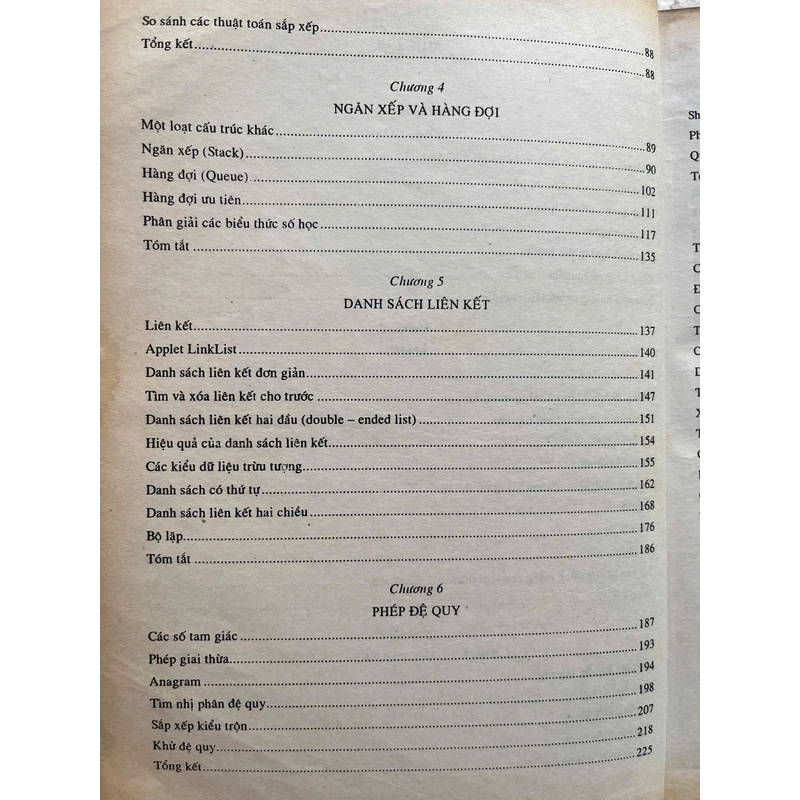 So sánh các thuật toán sắp xếp 88
Tổng kết 88
Chương 4
NGĂN XẾP VÀ HÀNG ĐỢI
Một loạt cấu trúc khác 89
Ngăn xếp (Stack) 90
Hàng đợi (Queue) 102
Hàng đợi ưu tiên 111
Phân giải các biểu thức số học 117
Tóm tắt 135
Chương 5
DANH SÁCH LIÊN KẾT
Liên kết 137
Applet LinkList 140
Danh sách liên kết đơn giản 141
Tìm và xóa liên kết cho trước 147
Danh sách liên kết hai đầu (double – ended list) 151
Hiệu quả của danh sách liên kết 154
Các kiểu dữ liệu trừu tượng 155
Danh sách có thứ tự 162
Danh sách liên kết hai chiều 168
Bộ lặp 176
Tóm tắt 186
Chương 6
PHÉP ĐỆ QUY
Các số tam giác 187
Phép giai thừa 193
Anagram 194
Tìm nhị phân đệ quy 198
Sắp xếp kiểu trộn 207
Khử đệ quy 218
Tổng kết 225